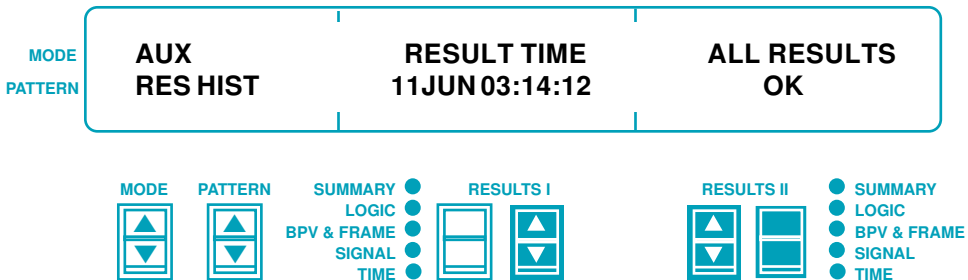 MODE AUX RESULT TIME ALL RESULTS
PATTERN RES HIST 11JUN 03:14:12 OK
MODE PATTERN SUMMARY RESULTS I RESULTS II SUMMARY
LOGIC LOGIC
BPV & FRAME BPV & FRAME
SIGNAL SIGNAL
TIME TIME